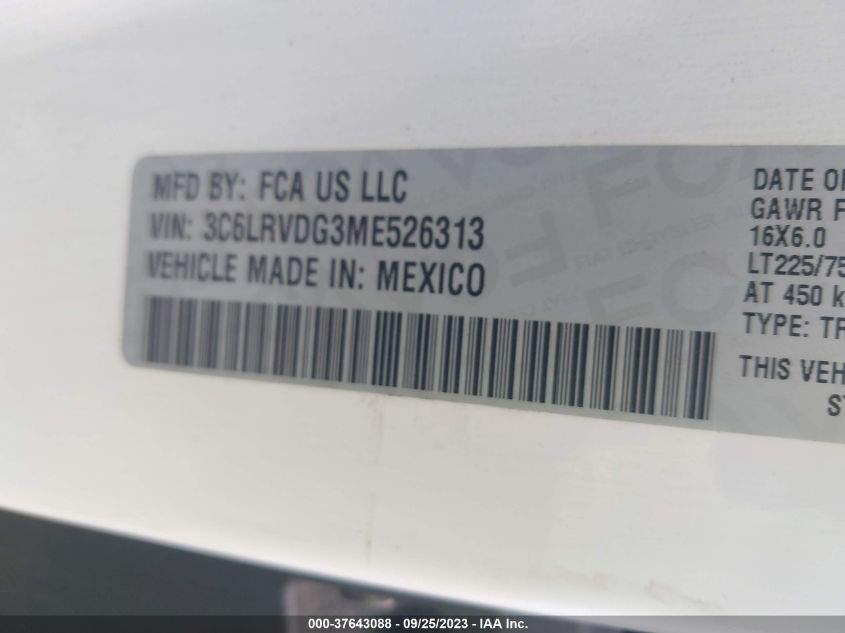 MFD BY: FCA US LLC
VIN: 3C6LRVDG3ME526313
VEHICLE MADE IN: MEXICO
DATE OF
GAWR F
16X6.0
LT225/75
AT 450 k
TYPE: TR
THIS VEH
ST
000-37643088 - 09/25/2023 - IAA Inc.